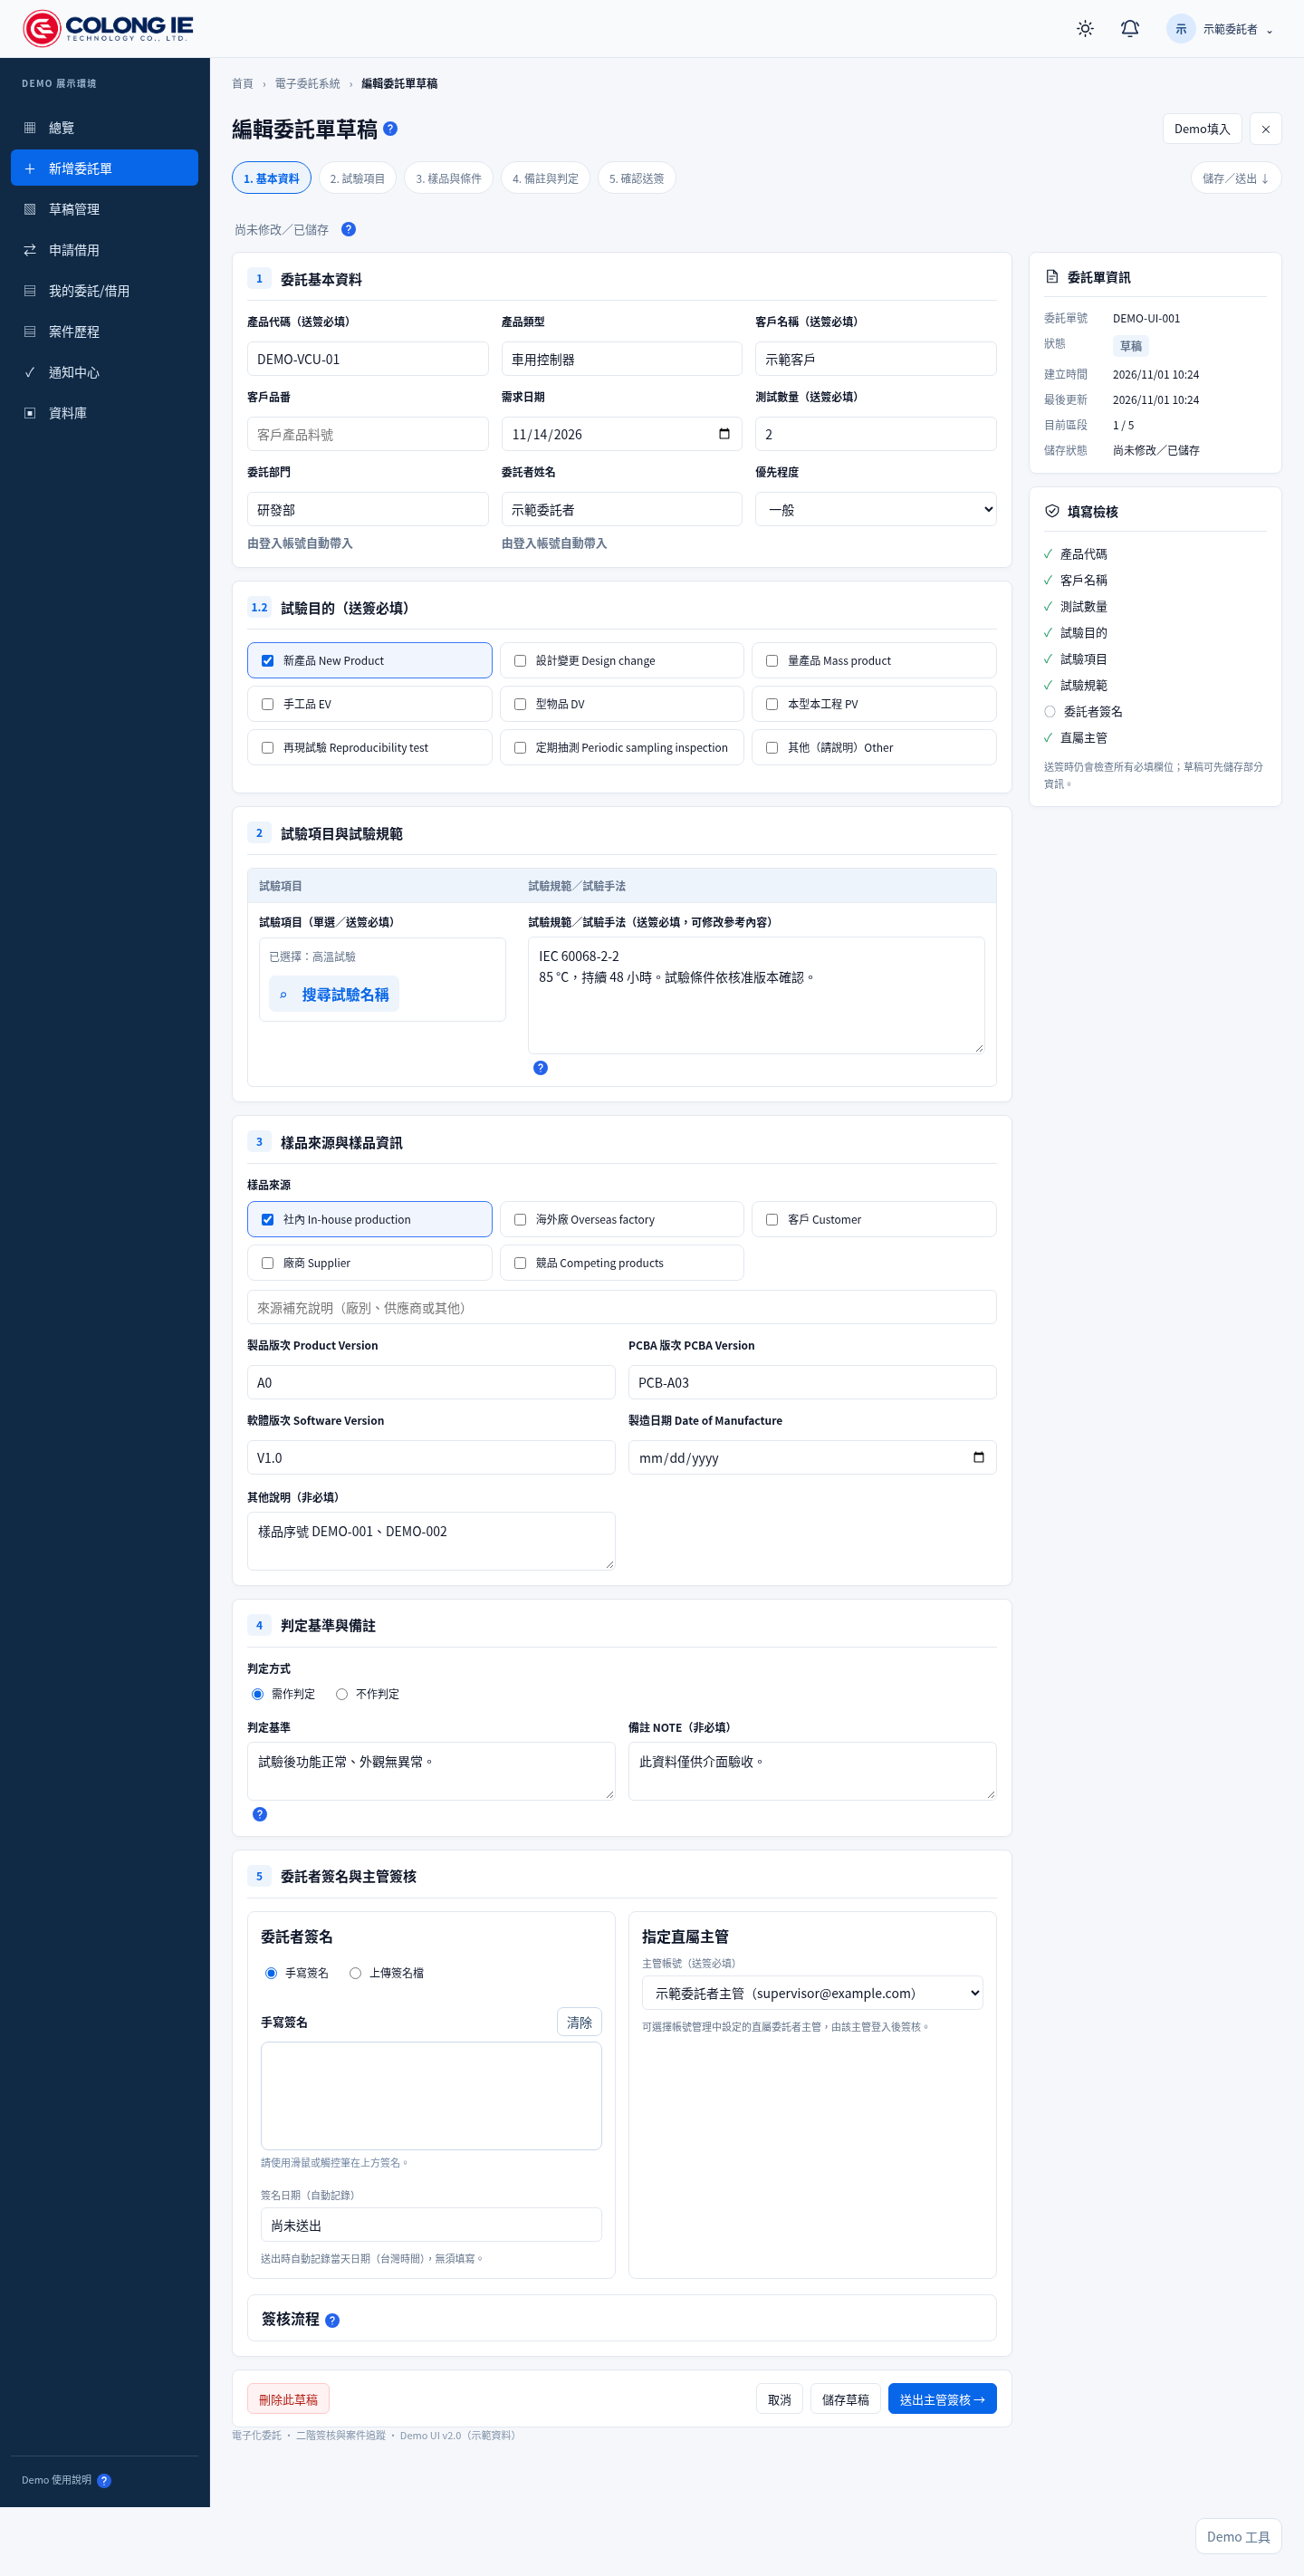 COLONG IE
TECHNOLOGY CO., LTD.
示
示範委託者
DEMO 展示環境
總覽
新增委託單
草稿管理
申請借用
我的委託/借用
案件歷程
通知中心
資料庫
首頁 › 電子委託系統 › 編輯委託單草稿
編輯委託單草稿 ?
Demo填入 ×
1. 基本資料
2. 試驗項目
3. 樣品與條件
4. 備註與判定
5. 確認送簽
儲存／送出 ↓
尚未修改／已儲存 ?
1 委託基本資料
產品代碼（送簽必填） 產品類型 客戶名稱（送簽必填）
DEMO-VCU-01 車用控制器 示範客戶
客戶品番 需求日期 測試數量（送簽必填）
客戶產品料號 11/14/2026 2
委託部門 委託者姓名 優先程度
研發部 示範委託者 一般
由登入帳號自動帶入 由登入帳號自動帶入
1.2 試驗目的（送簽必填）
新產品 New Product 設計變更 Design change 量產品 Mass product
手工品 EV 型物品 DV 本型本工程 PV
再現試驗 Reproducibility test 定期抽測 Periodic sampling inspection 其他（請說明）Other
2 試驗項目與試驗規範
試驗項目 試驗規範／試驗手法
試驗項目（單選／送簽必填） 試驗規範／試驗手法（送簽必填，可修改參考內容）
已選擇：高溫試驗
搜尋試驗名稱
IEC 60068-2-2
85 °C，持續 48 小時。試驗條件依核准版本確認。
?
3 樣品來源與樣品資訊
樣品來源
社內 In-house production 海外廠 Overseas factory 客戶 Customer
廠商 Supplier 競品 Competing products
來源補充說明（廠別、供應商或其他）
製品版次 Product Version PCBA 版次 PCBA Version
A0 PCB-A03
軟體版次 Software Version 製造日期 Date of Manufacture
V1.0 mm/dd/yyyy
其他說明（非必填）
樣品序號 DEMO-001、DEMO-002
4 判定基準與備註
判定方式
需作判定 不作判定
判定基準 備註 NOTE（非必填）
試驗後功能正常、外觀無異常。 此資料僅供介面驗收。
?
5 委託者簽名與主管簽核
委託者簽名
手寫簽名 上傳簽名檔
手寫簽名 清除
請使用滑鼠或觸控筆在上方簽名。
簽名日期（自動記錄）
尚未送出
送出時自動記錄當天日期（台灣時間），無須填寫。
指定直屬主管
主管帳號（送簽必填）
示範委託者主管（supervisor@example.com）
可選擇帳號管理中設定的直屬委託者主管，由該主管登入後簽核。
簽核流程 ?
刪除此草稿 取消 儲存草稿 送出主管簽核 →
電子化委託 · 二階簽核與案件追蹤 · Demo UI v2.0（示範資料）
委託單資訊
委託單號 DEMO-UI-001
狀態 草稿
建立時間 2026/11/01 10:24
最後更新 2026/11/01 10:24
目前區段 1 / 5
儲存狀態 尚未修改／已儲存
填寫檢核
✓ 產品代碼
✓ 客戶名稱
✓ 測試數量
✓ 試驗目的
✓ 試驗項目
✓ 試驗規範
○ 委託者簽名
✓ 直屬主管
送簽時仍會檢查所有必填欄位；草稿可先儲存部分
資訊。
Demo 使用說明 ?
Demo 工具